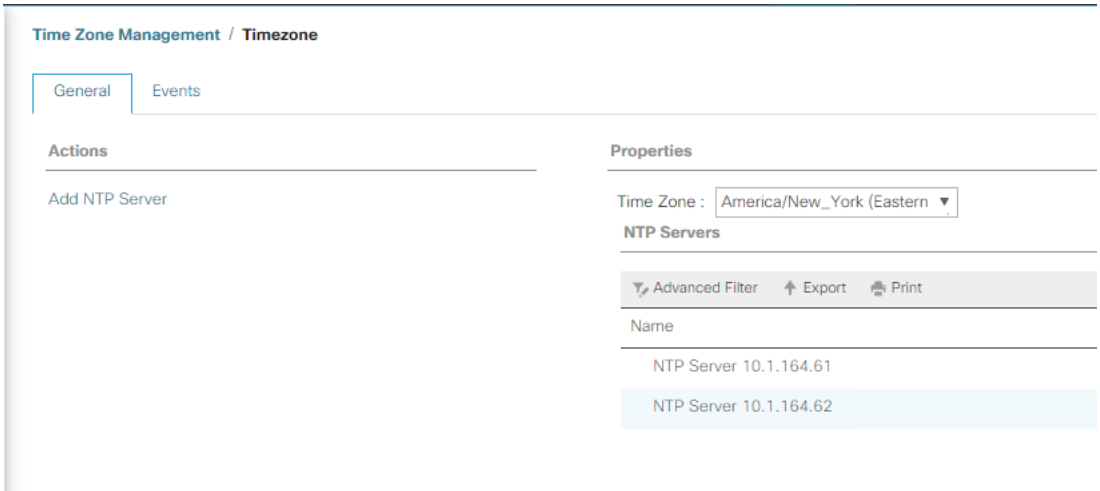 Time Zone Management / Timezone
General Events
Actions
Add NTP Server
Properties
Time Zone : America/New_York (Eastern
NTP Servers
Advanced Filter Export Print
Name
NTP Server 10.1.164.61
NTP Server 10.1.164.62